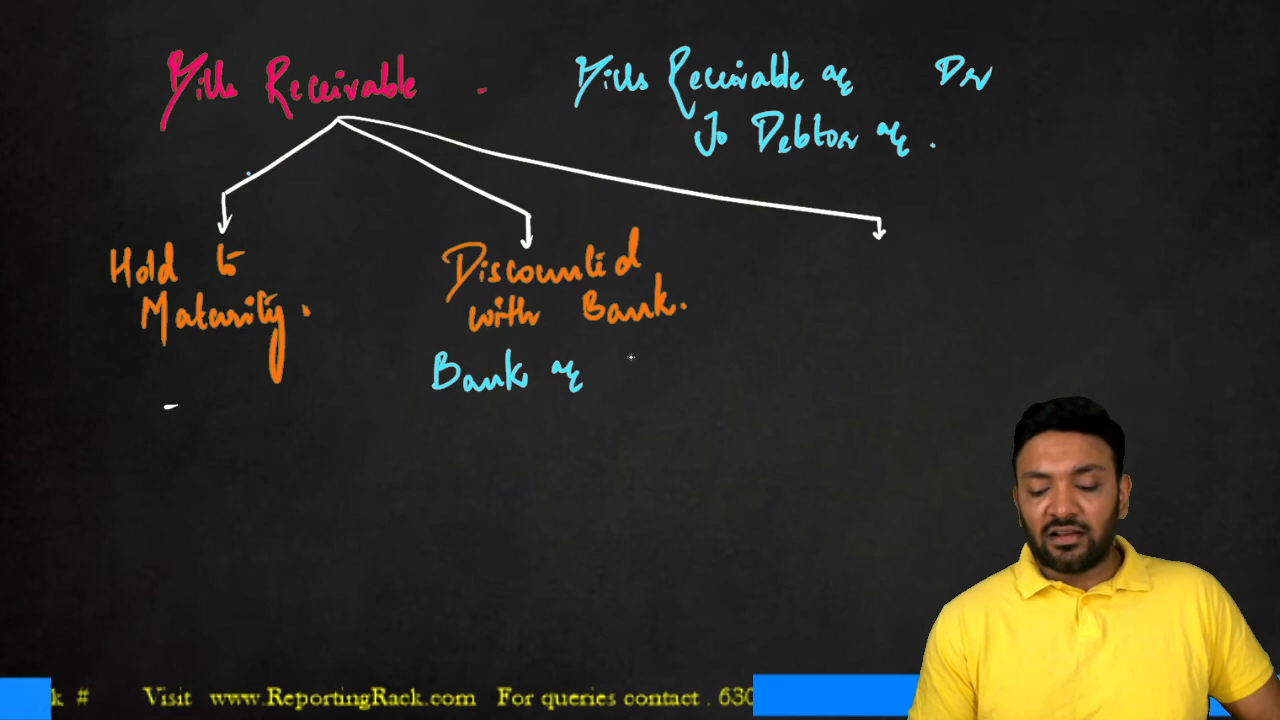 Bills Receivable .
Bills Receivable a/c Dr
To Debtor a/c .
Hold to
Maturity.
Discounted
with Bank.
Bank a/c
-
k # Visit www.ReportingRack.com For queries contact . 630